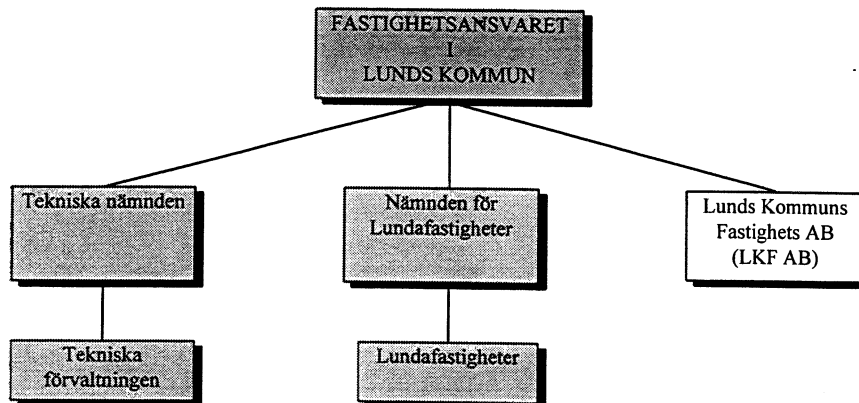 FASTIGHETSANSVARET
I
LUNDS KOMMUN
Tekniska nämnden
Nämnden för
Lundafastigheter
Lunds Kommuns
Fastighets AB
(LKF AB)
Tekniska
förvaltningen
Lundafastigheter